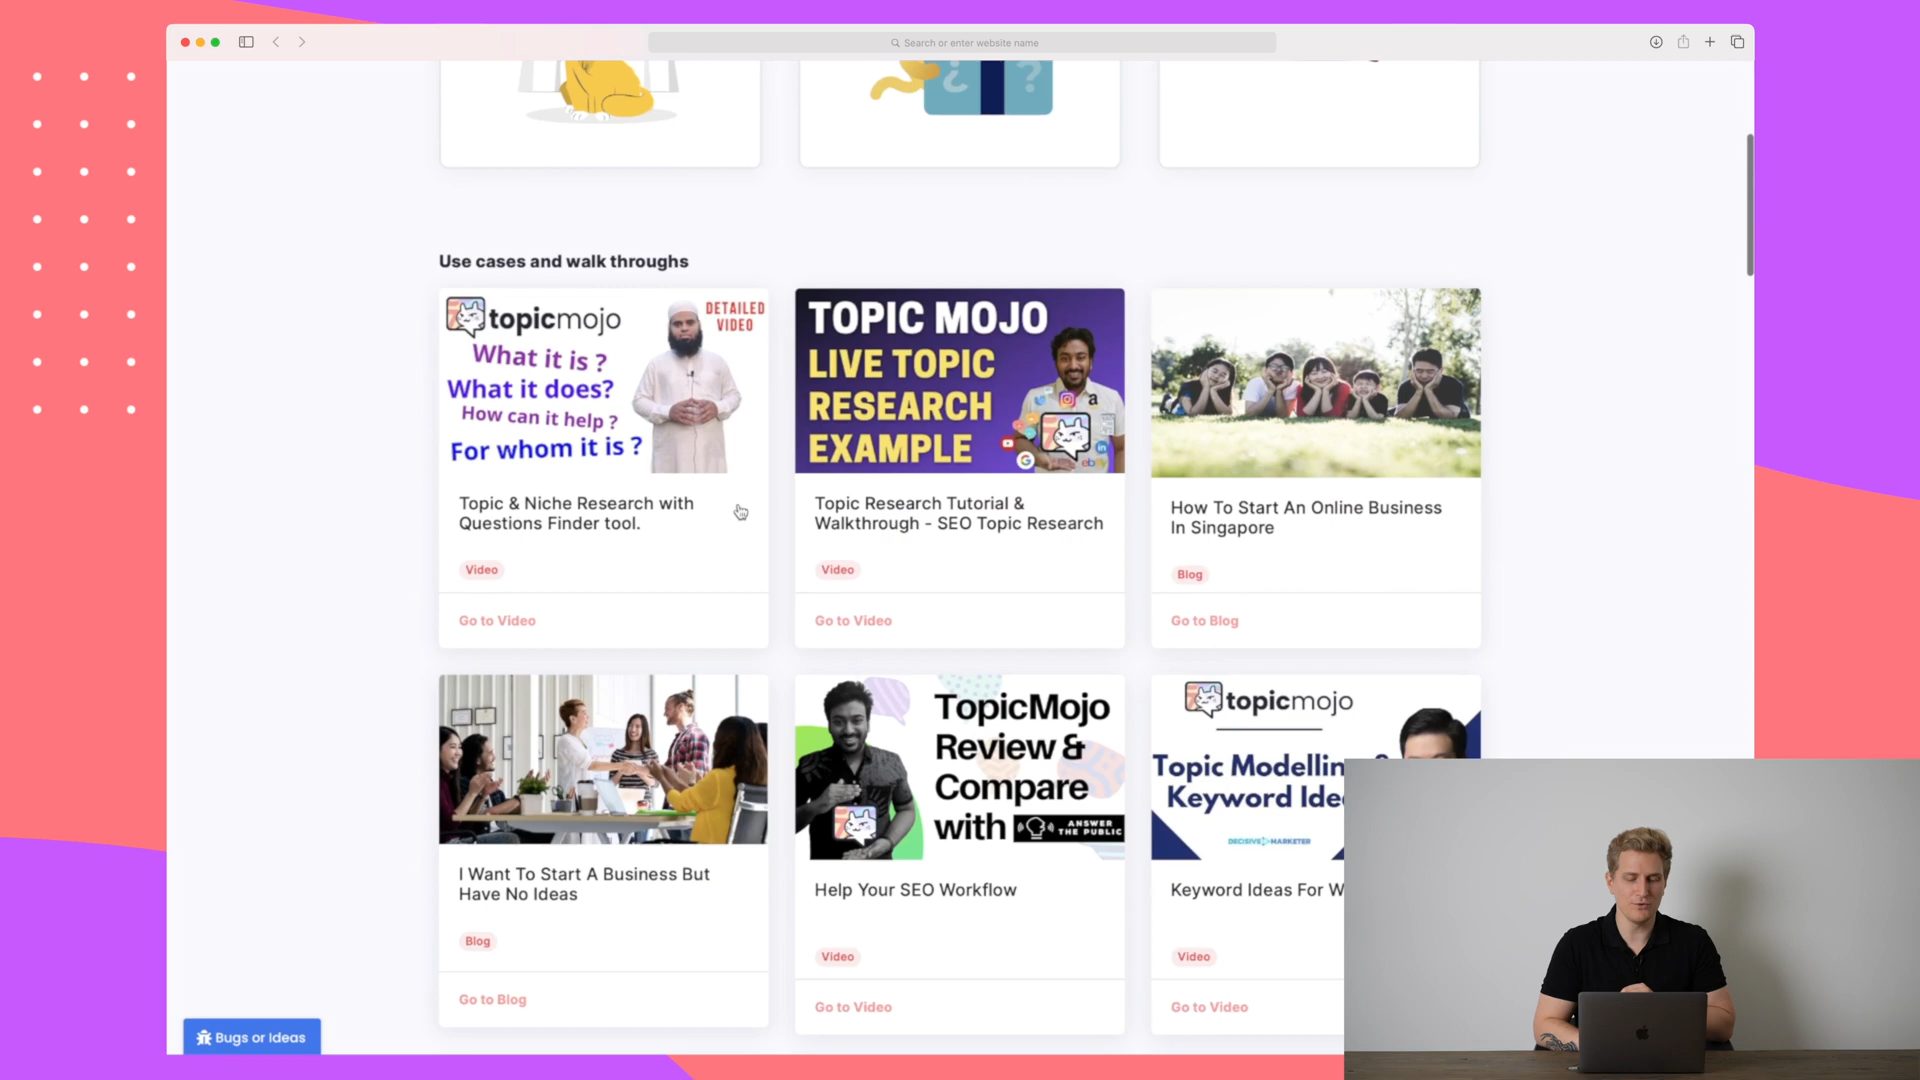 Search or enter website name
¿ ?
Use cases and walk throughs
topicmojo
DETAILED
VIDEO
What it is ?
What it does?
How can it help ?
For whom it is ?
Topic & Niche Research with
Questions Finder tool.
Video
Go to Video
TOPIC MOJO
LIVE TOPIC
RESEARCH
EXAMPLE
a
G
in
ebay
Topic Research Tutorial &
Walkthrough - SEO Topic Research
Video
Go to Video
How To Start An Online Business
In Singapore
Blog
Go to Blog
I Want To Start A Business But
Have No Ideas
Blog
Go to Blog
TopicMojo
Review &
Compare
with
ANSWER
THE PUBLIC
Help Your SEO Workflow
Video
Go to Video
topicmojo
Topic Modellin
Keyword Ide
DECISIVE MARKETER
Keyword Ideas For W
Video
Go to Video
Bugs or Ideas